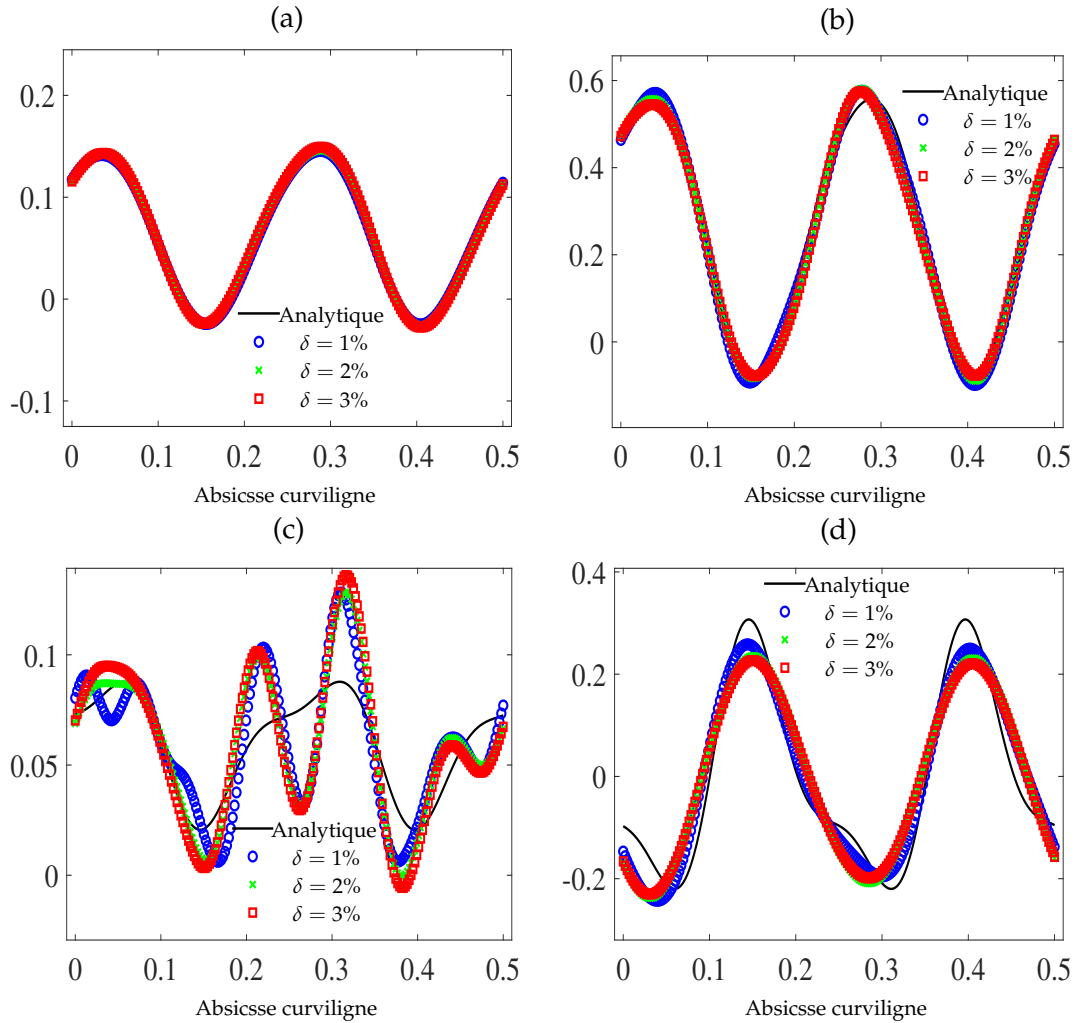 (a)
0.2
0.1
0
-0.1
Analytique
δ = 1%
δ = 2%
δ = 3%
0 0.1 0.2 0.3 0.4 0.5
Absicsse curviligne
(b)
0.6
0.4
0.2
0
Analytique
δ = 1%
δ = 2%
δ = 3%
0 0.1 0.2 0.3 0.4 0.5
Absicsse curviligne
(c)
0.1
0.05
0
Analytique
δ = 1%
δ = 2%
δ = 3%
0 0.1 0.2 0.3 0.4 0.5
Absicsse curviligne
(d)
0.4
0.2
0
-0.2
Analytique
δ = 1%
δ = 2%
δ = 3%
0 0.1 0.2 0.3 0.4 0.5
Absicsse curviligne